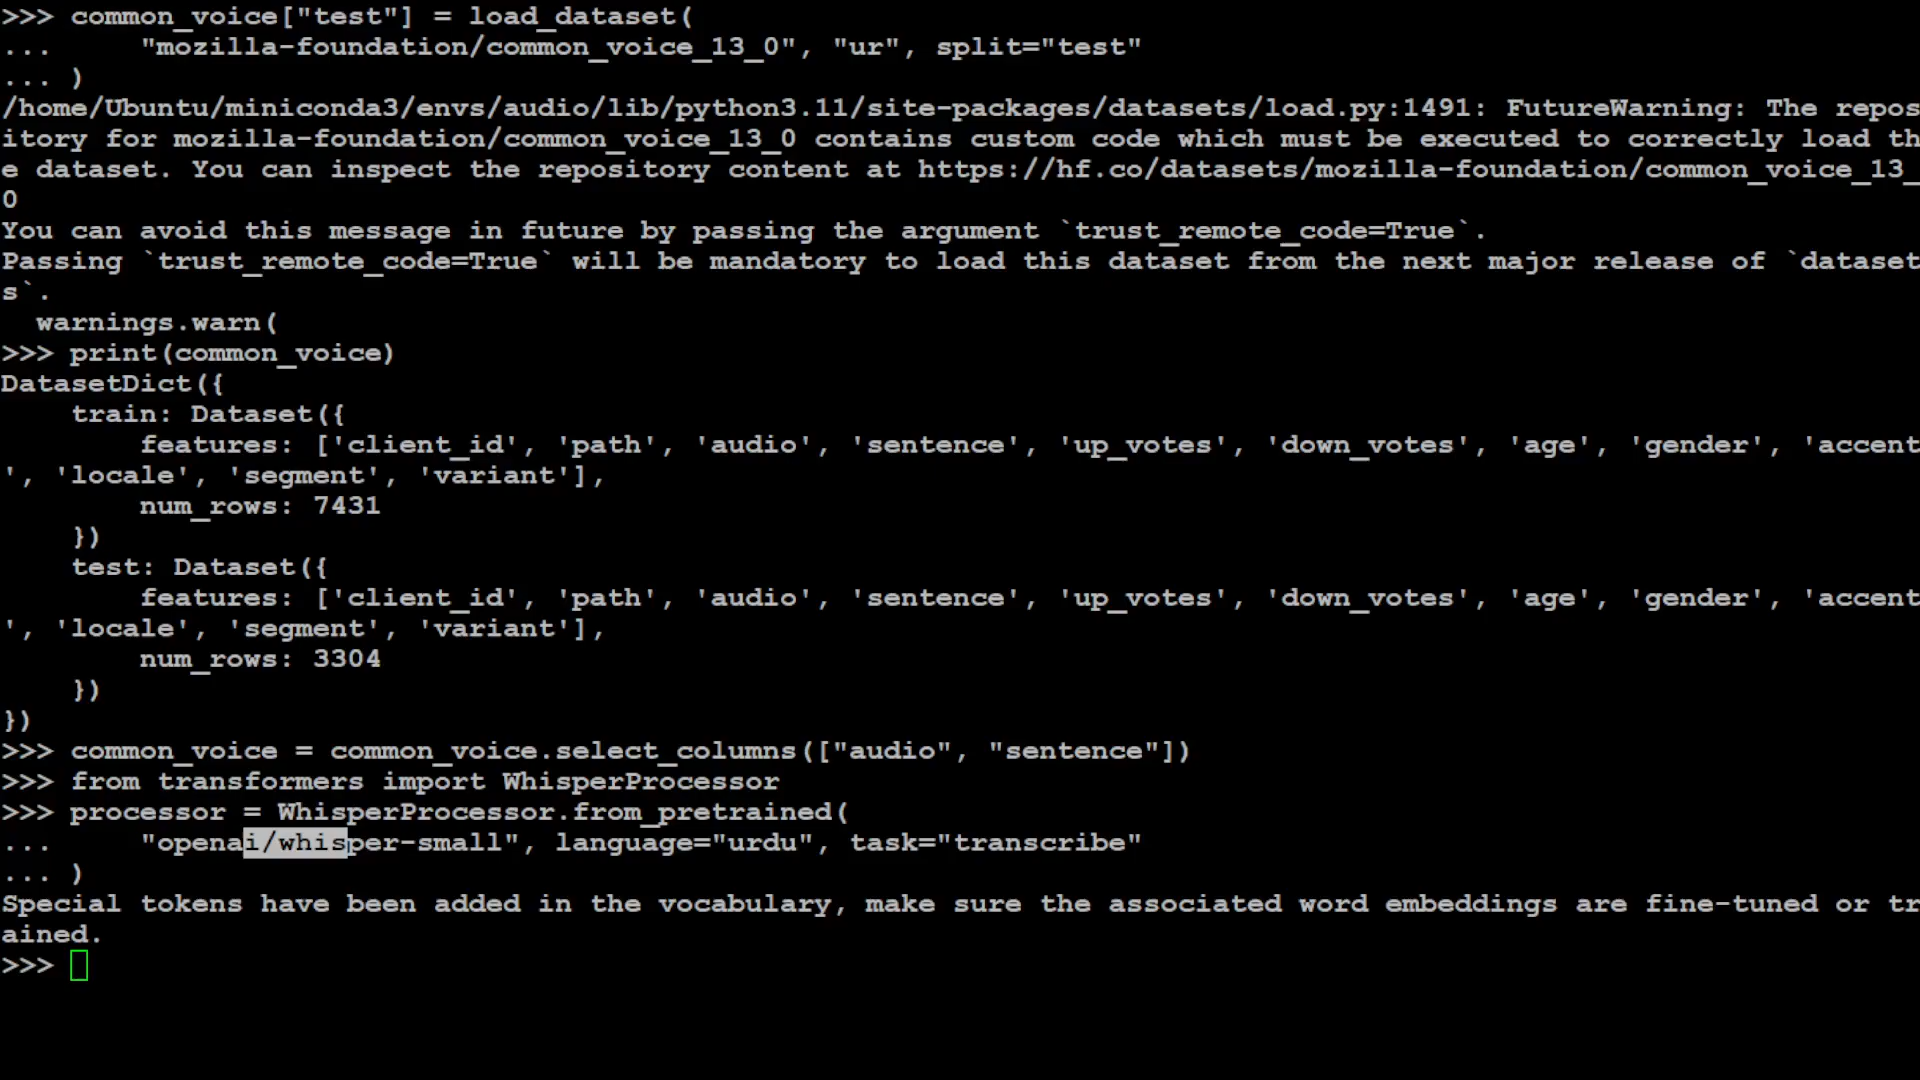 >>> common_voice["test"] = load_dataset(
...     "mozilla-foundation/common_voice_13_0", "ur", split="test"
... )
/home/Ubuntu/miniconda3/envs/audio/lib/python3.11/site-packages/datasets/load.py:1491: FutureWarning: The repos
itory for mozilla-foundation/common_voice_13_0 contains custom code which must be executed to correctly load th
e dataset. You can inspect the repository content at https://hf.co/datasets/mozilla-foundation/common_voice_13_
0
You can avoid this message in future by passing the argument `trust_remote_code=True`.
Passing `trust_remote_code=True` will be mandatory to load this dataset from the next major release of `dataset
s`.
  warnings.warn(
>>> print(common_voice)
DatasetDict({
    train: Dataset({
        features: ['client_id', 'path', 'audio', 'sentence', 'up_votes', 'down_votes', 'age', 'gender', 'accent
', 'locale', 'segment', 'variant'],
        num_rows: 7431
    })
    test: Dataset({
        features: ['client_id', 'path', 'audio', 'sentence', 'up_votes', 'down_votes', 'age', 'gender', 'accent
', 'locale', 'segment', 'variant'],
        num_rows: 3304
    })
})
>>> common_voice = common_voice.select_columns(["audio", "sentence"])
>>> from transformers import WhisperProcessor
>>> processor = WhisperProcessor.from_pretrained(
...     "openai/whisper-small", language="urdu", task="transcribe"
... )
Special tokens have been added in the vocabulary, make sure the associated word embeddings are fine-tuned or tr
ained.
>>>